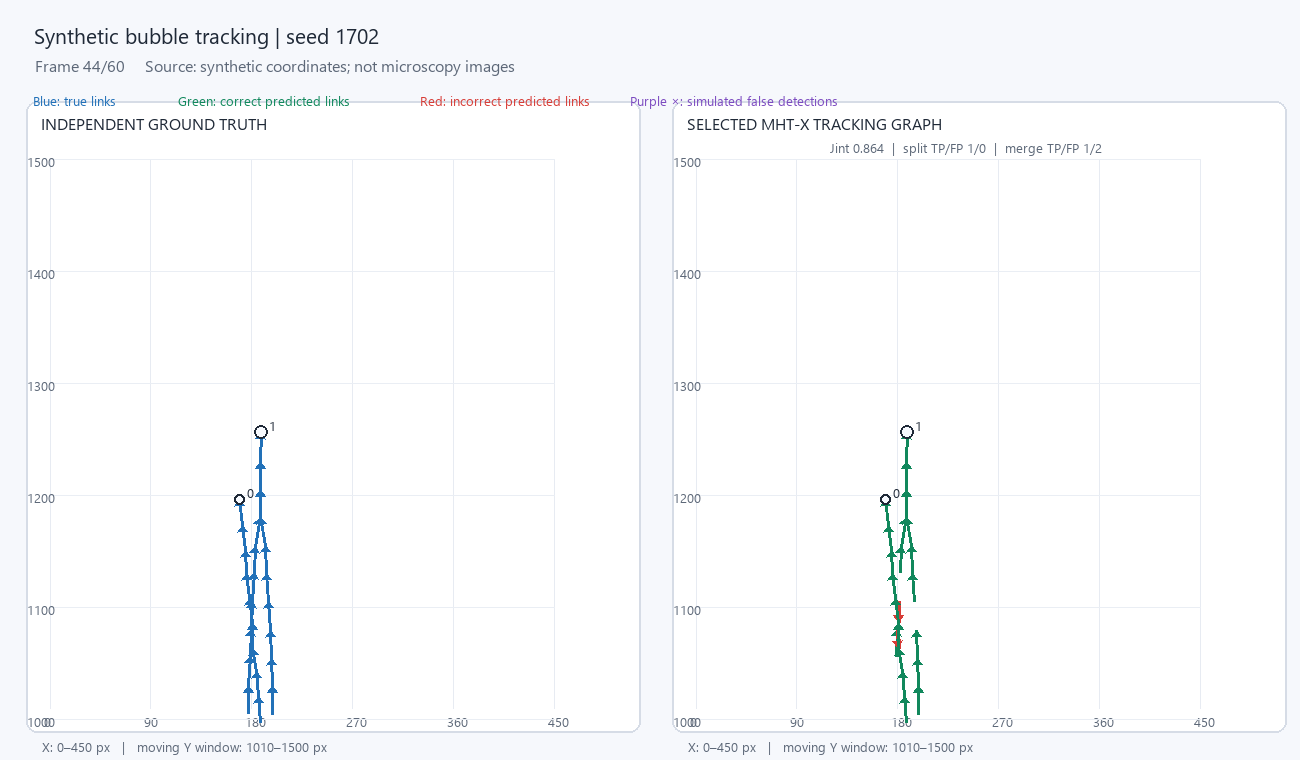 Synthetic bubble tracking | seed 1702
Frame 44/60 Source: synthetic coordinates; not microscopy images
Blue: true links Green: correct predicted links Red: incorrect predicted links Purple ×: simulated false detections
INDEPENDENT GROUND TRUTH
1500
1400
1300
1200
1100
1000
0 90 180 270 360 450
1
0
X: 0–450 px | moving Y window: 1010–1500 px
SELECTED MHT-X TRACKING GRAPH
Jint 0.864 | split TP/FP 1/0 | merge TP/FP 1/2
1500
1400
1300
1200
1100
1000
0 90 180 270 360 450
1
0
X: 0–450 px | moving Y window: 1010–1500 px